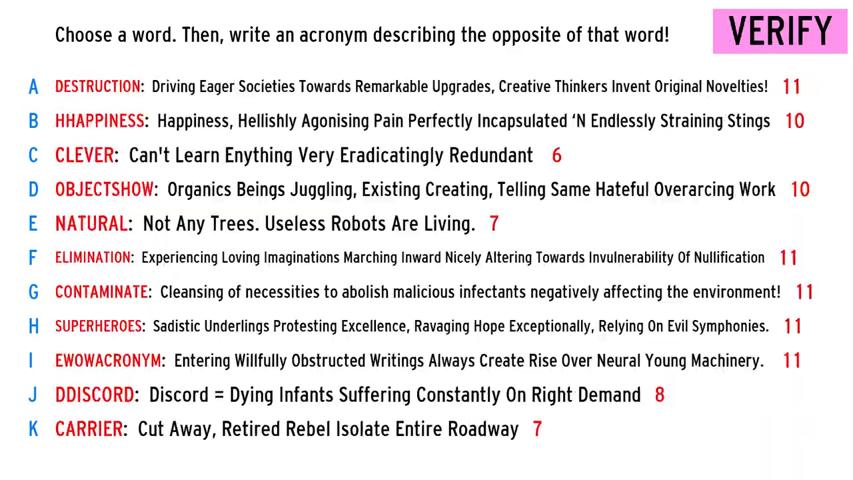 Choose a word. Then, write an acronym describing the opposite of that word!
VERIFY
A DESTRUCTION: Driving Eager Societies Towards Remarkable Upgrades, Creative Thinkers Invent Original Novelties! 11
B HHAPPINESS: Happiness, Hellishly Agonising Pain Perfectly Incapsulated ‘N Endlessly Straining Stings 10
C CLEVER: Can't Learn Enything Very Eradicatingly Redundant 6
D OBJECTSHOW: Organics Beings Juggling, Existing Creating, Telling Same Hateful Overarcing Work 10
E NATURAL: Not Any Trees. Useless Robots Are Living. 7
F ELIMINATION: Experiencing Loving Imaginations Marching Inward Nicely Altering Towards Invulnerability Of Nullification 11
G CONTAMINATE: Cleansing of necessities to abolish malicious infectants negatively affecting the environment! 11
H SUPERHEROES: Sadistic Underlings Protesting Excellence, Ravaging Hope Exceptionally, Relying On Evil Symphonies. 11
I EWOWACRONYM: Entering Willfully Obstructed Writings Always Create Rise Over Neural Young Machinery. 11
J DDISCORD: Discord = Dying Infants Suffering Constantly On Right Demand 8
K CARRIER: Cut Away, Retired Rebel Isolate Entire Roadway 7